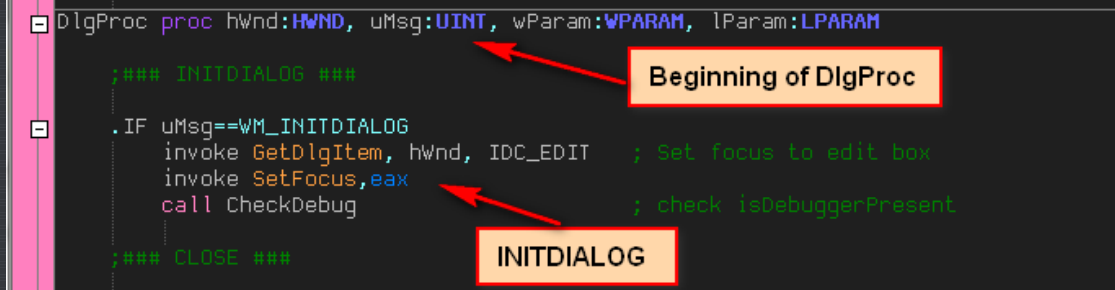 DlgProc proc hWnd:HWND, uMsg:UINT, wParam:WPARAM, lParam:LPARAM
;### INITDIALOG ###
Beginning of DlgProc
.IF uMsg==WM_INITDIALOG
invoke GetDlgItem, hWnd, IDC_EDIT ; Set focus to edit box
invoke SetFocus,eax
call CheckDebug ; check isDebuggerPresent
INITDIALOG
;### CLOSE ###